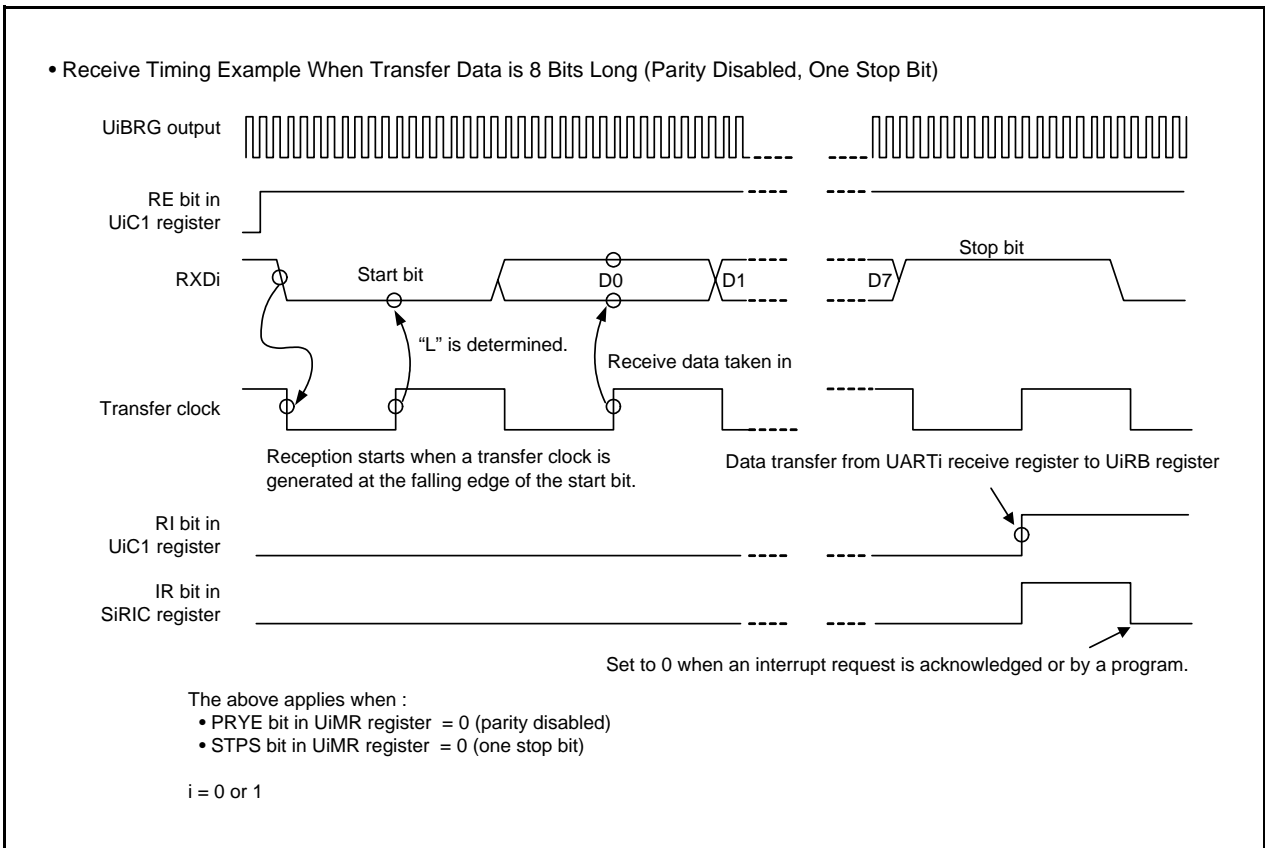 • Receive Timing Example When Transfer Data is 8 Bits Long (Parity Disabled, One Stop Bit)
UiBRG output
RE bit in
UiC1 register
RXDi
Start bit
D0
D1
D7
Stop bit
“L” is determined.
Receive data taken in
Transfer clock
Reception starts when a transfer clock is
generated at the falling edge of the start bit.
Data transfer from UARTi receive register to UiRB register
RI bit in
UiC1 register
IR bit in
SiRIC register
Set to 0 when an interrupt request is acknowledged or by a program.
The above applies when :
• PRYE bit in UiMR register = 0 (parity disabled)
• STPS bit in UiMR register = 0 (one stop bit)
i = 0 or 1